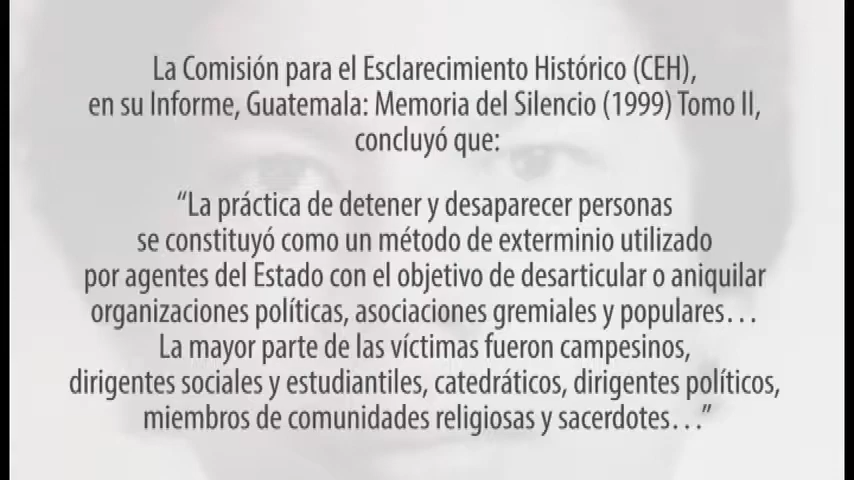 La Comisión para el Esclarecimiento Histórico (CEH),
en su Informe, Guatemala: Memoria del Silencio (1999) Tomo II,
concluyó que:
“La práctica de detener y desaparecer personas
se constituyó como un método de exterminio utilizado
por agentes del Estado con el objetivo de desarticular o aniquilar
organizaciones políticas, asociaciones gremiales y populares…
La mayor parte de las víctimas fueron campesinos,
dirigentes sociales y estudiantiles, catedráticos, dirigentes políticos,
miembros de comunidades religiosas y sacerdotes…”